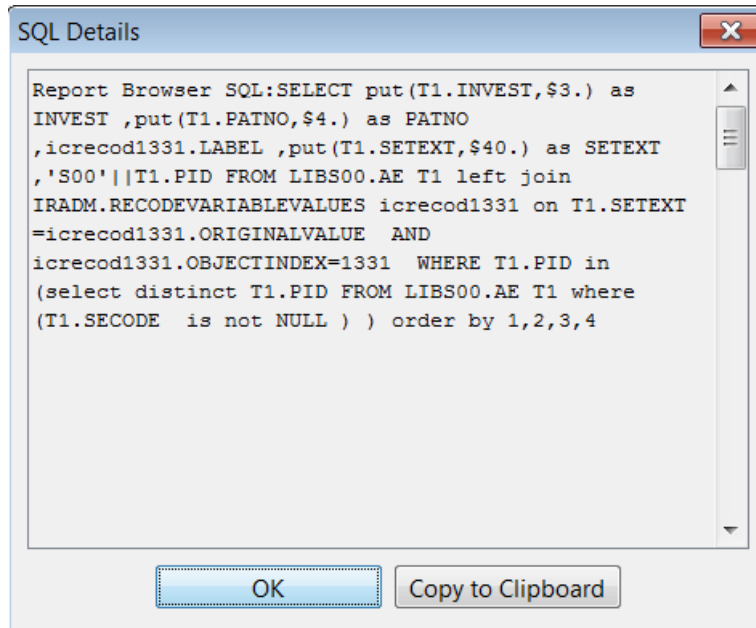 SQL Details
Report Browser SQL:SELECT put(T1.INVEST,$3.) as
INVEST ,put(T1.PATNO,$4.) as PATNO
,icrecod1331.LABEL ,put(T1.SETEXT,$40.) as SETEXT
,'S00'||T1.PID FROM LIBS00.AE T1 left join
IRADM.RECODEVARIABLEVALUES icrecod1331 on T1.SETEXT
=icrecod1331.ORIGINALVALUE  AND
icrecod1331.OBJECTINDEX=1331  WHERE T1.PID in
(select distinct T1.PID FROM LIBS00.AE T1 where
(T1.SECODE  is not NULL ) ) order by 1,2,3,4
OK
Copy to Clipboard